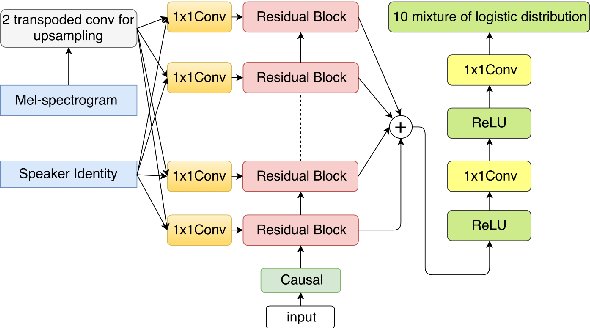 2 transpoded conv for
upsampling
Mel-spectrogram
Speaker Identity
1x1Conv
Residual Block
1x1Conv
Residual Block
1x1Conv
Residual Block
1x1Conv
Residual Block
Causal
input
+
10 mixture of logistic distribution
1x1Conv
ReLU
1x1Conv
ReLU